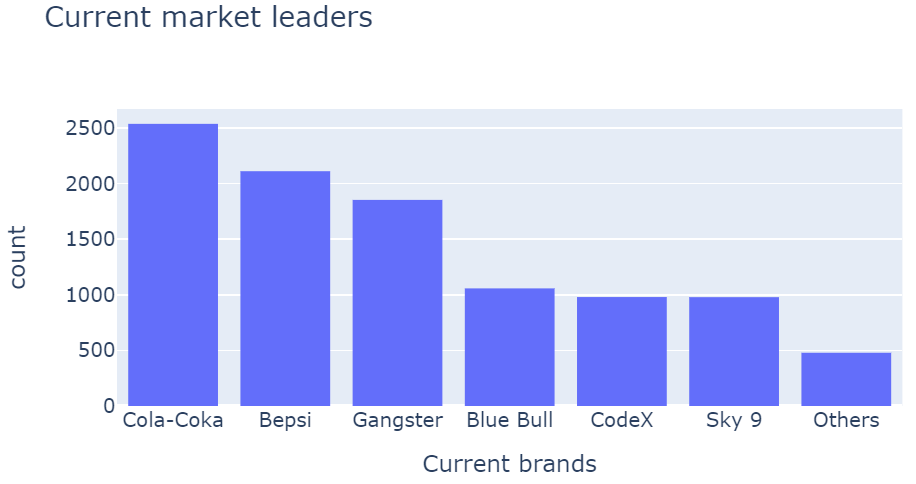 Current market leaders
count
2500
2000
1500
1000
500
0
Cola-Coka Bepsi Gangster Blue Bull CodeX Sky 9 Others
Current brands